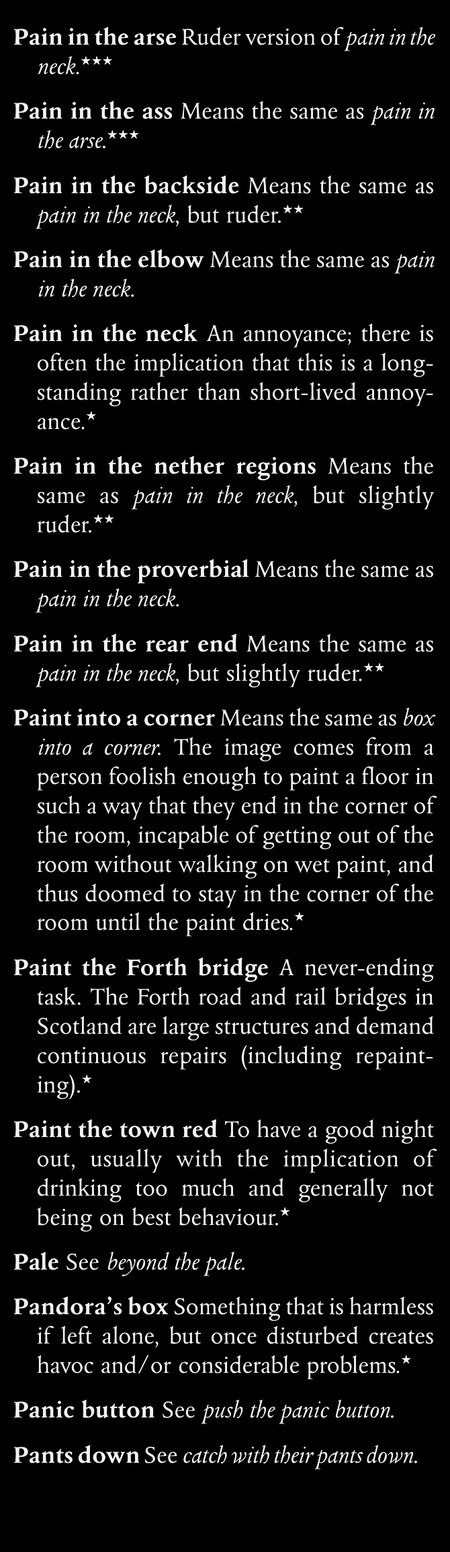 Pain in the arse Ruder version of pain in the
neck.★★★
Pain in the ass Means the same as pain in
the arse.★★★
Pain in the backside Means the same as
pain in the neck, but ruder.★★
Pain in the elbow Means the same as pain
in the neck.
Pain in the neck An annoyance; there is
often the implication that this is a long-
standing rather than short-lived annoy-
ance.★
Pain in the nether regions Means the
same as pain in the neck, but slightly
ruder.★★
Pain in the proverbial Means the same as
pain in the neck.
Pain in the rear end Means the same as
pain in the neck, but slightly ruder.★★
Paint into a corner Means the same as box
into a corner. The image comes from a
person foolish enough to paint a floor in
such a way that they end in the corner of
the room, incapable of getting out of the
room without walking on wet paint, and
thus doomed to stay in the corner of the
room until the paint dries.★
Paint the Forth bridge A never-ending
task. The Forth road and rail bridges in
Scotland are large structures and demand
continuous repairs (including repaint-
ing).★
Paint the town red To have a good night
out, usually with the implication of
drinking too much and generally not
being on best behaviour.★
Pale See beyond the pale.
Pandora’s box Something that is harmless
if left alone, but once disturbed creates
havoc and/or considerable problems.★
Panic button See push the panic button.
Pants down See catch with their pants down.